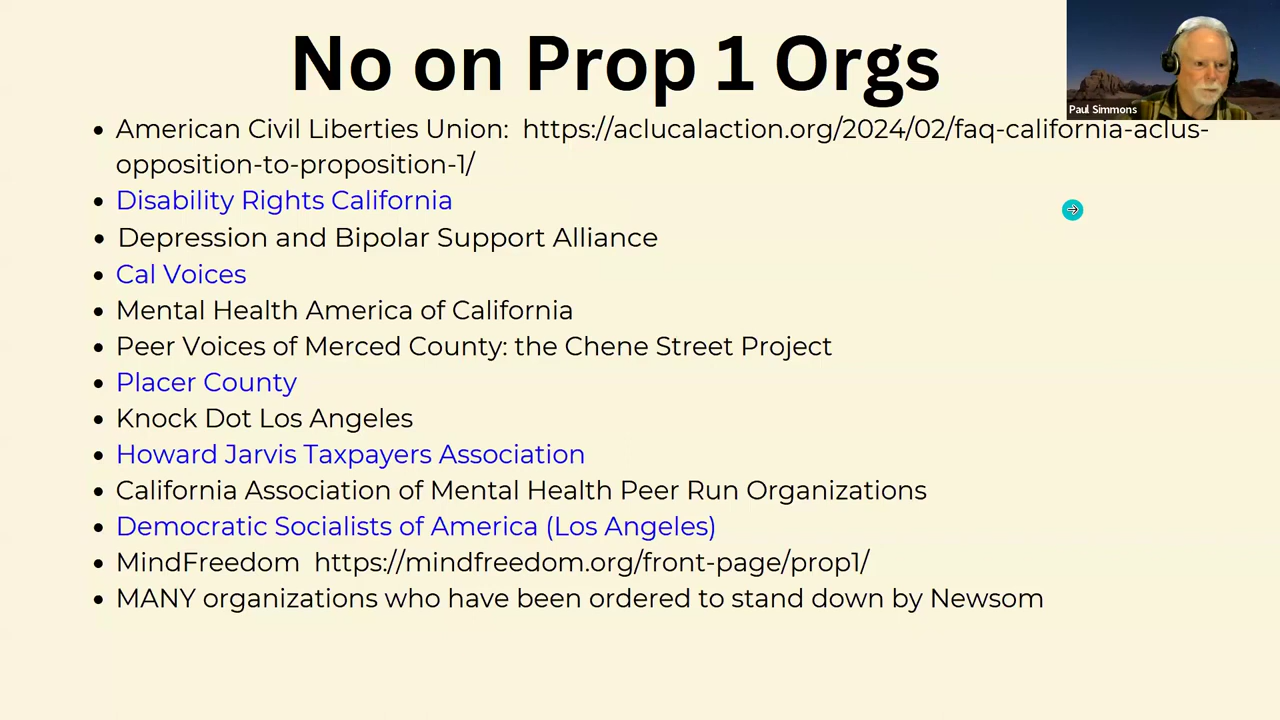 No on Prop 1 Orgs
Paul Simmons
• American Civil Liberties Union: https://aclucalaction.org/2024/02/faq-california-aclus-
opposition-to-proposition-1/
• Disability Rights California
• Depression and Bipolar Support Alliance
• Cal Voices
• Mental Health America of California
• Peer Voices of Merced County: the Chene Street Project
• Placer County
• Knock Dot Los Angeles
• Howard Jarvis Taxpayers Association
• California Association of Mental Health Peer Run Organizations
• Democratic Socialists of America (Los Angeles)
• MindFreedom https://mindfreedom.org/front-page/prop1/
• MANY organizations who have been ordered to stand down by Newsom